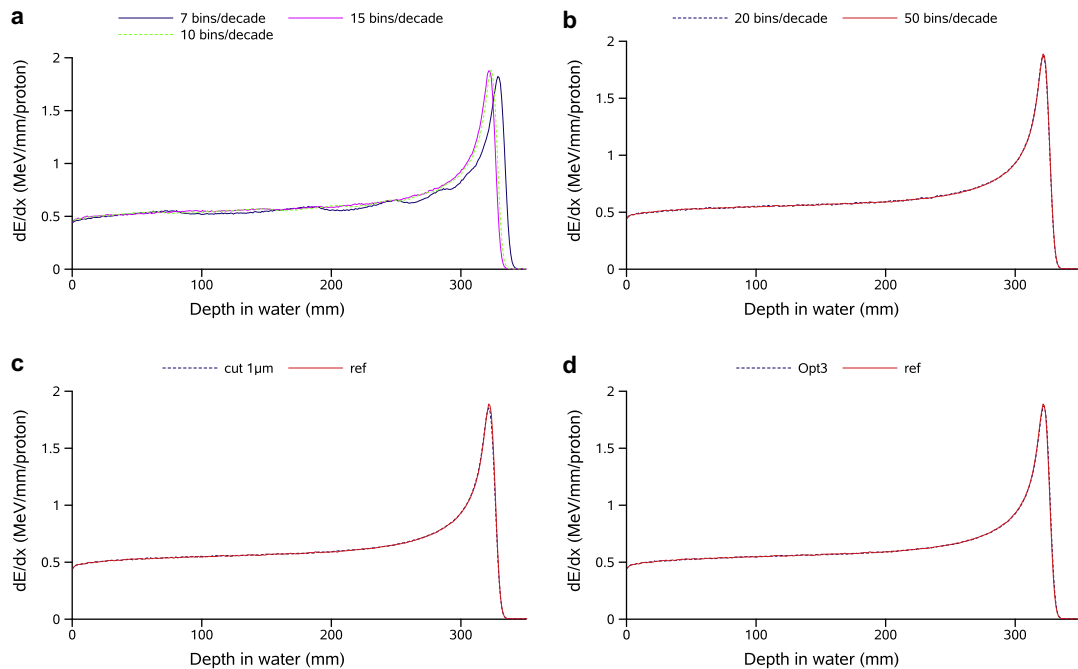 a
7 bins/decade
15 bins/decade
10 bins/decade
dE/dx (MeV/mm/proton)
2
1.5
1
0.5
0
0
100
200
300
Depth in water (mm)
b
20 bins/decade
50 bins/decade
dE/dx (MeV/mm/proton)
2
1.5
1
0.5
0
0
100
200
300
Depth in water (mm)
c
cut 1μm
ref
dE/dx (MeV/mm/proton)
2
1.5
1
0.5
0
0
100
200
300
Depth in water (mm)
d
Opt3
ref
dE/dx (MeV/mm/proton)
2
1.5
1
0.5
0
0
100
200
300
Depth in water (mm)